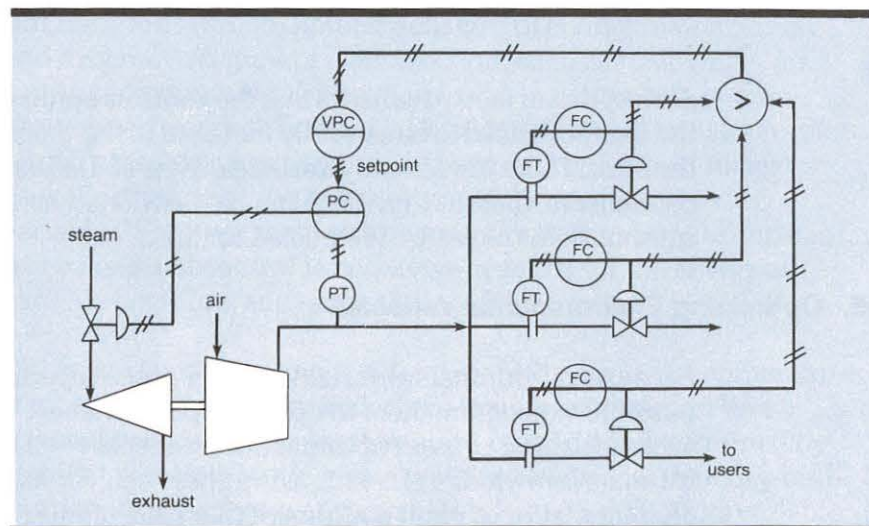 VPC
FC
FT
setpoint
PC
steam
FC
air
PT
FT
FC
FT
to
users
exhaust